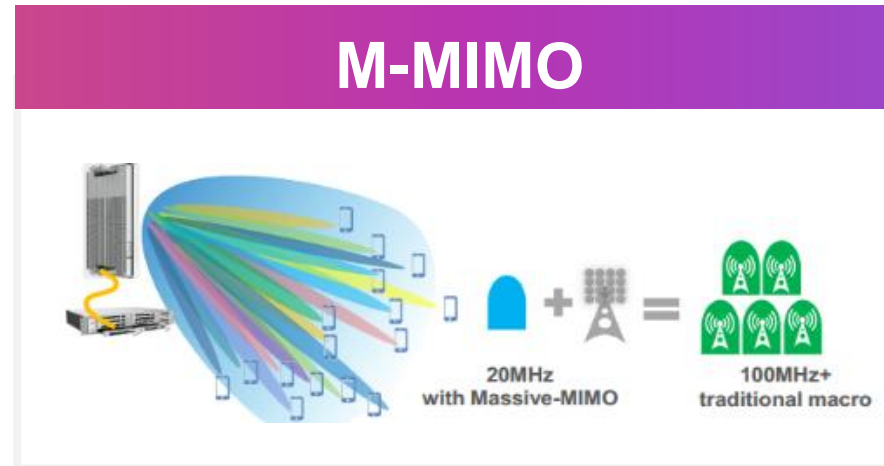 M-MIMO
20MHz
with Massive-MIMO
100MHz+
traditional macro